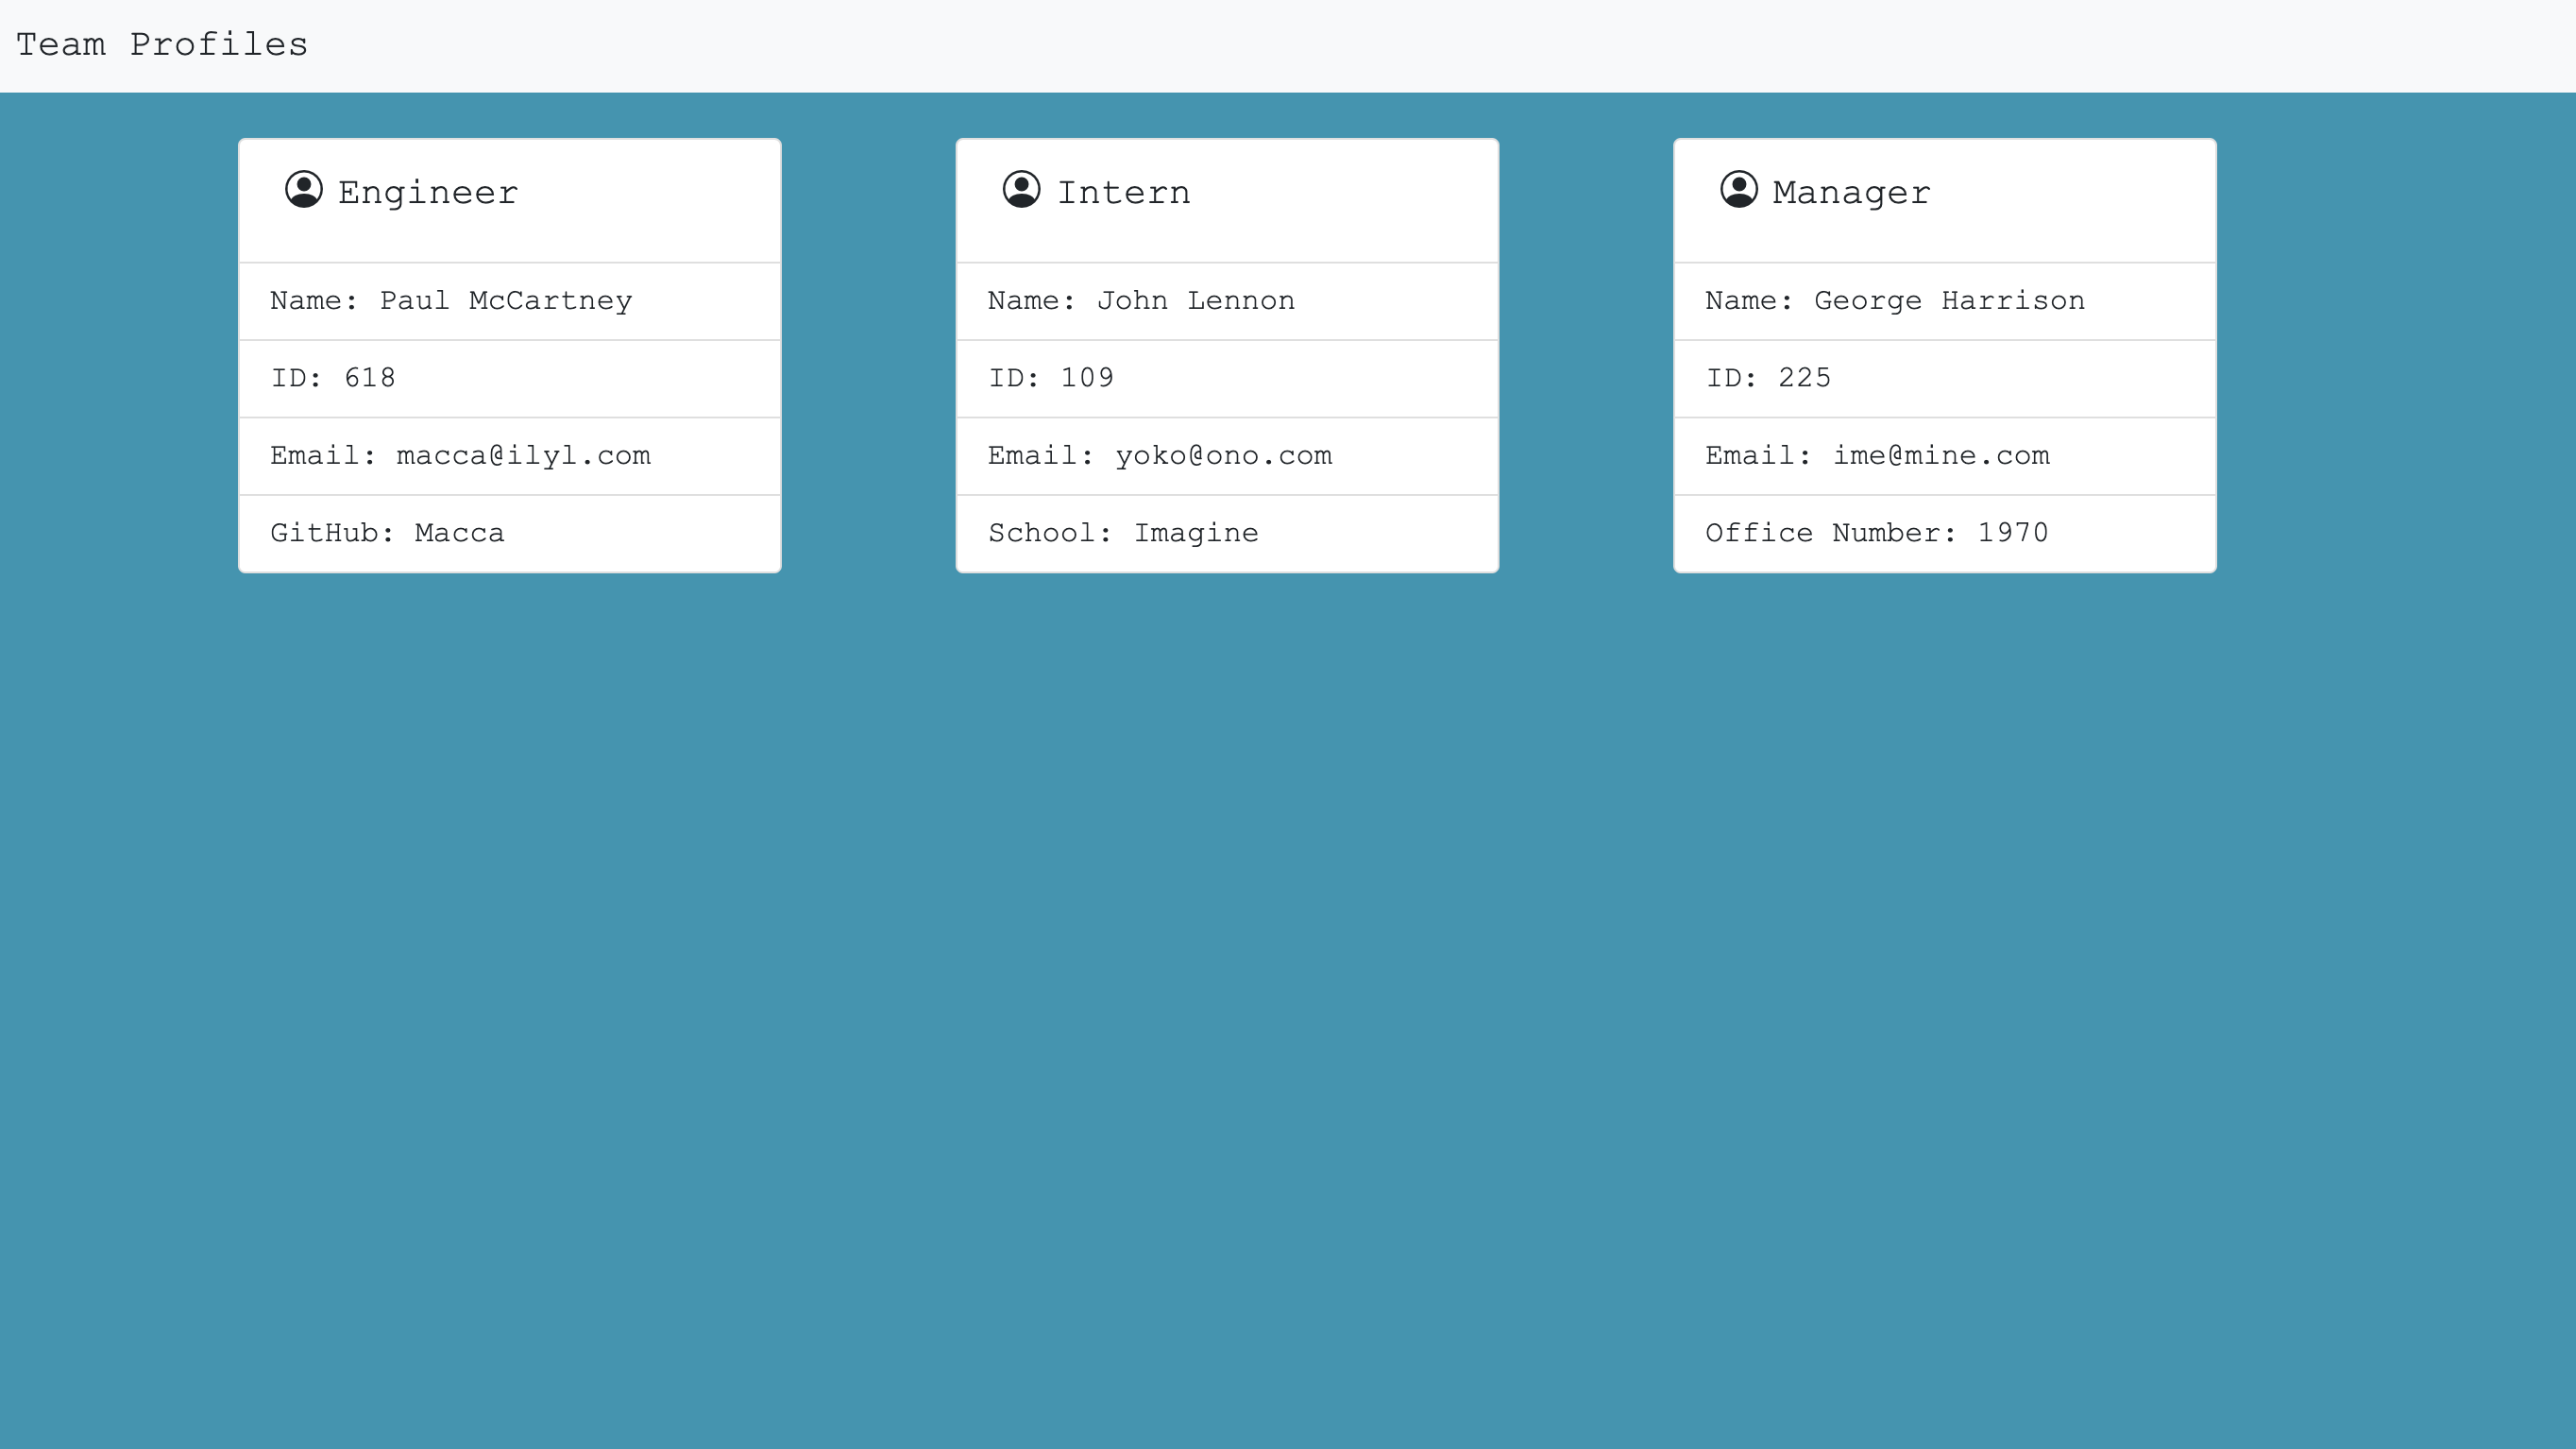 Team Profiles
Engineer
Name: Paul McCartney
ID: 618
Email: macca@ilyl.com
GitHub: Macca
Intern
Name: John Lennon
ID: 109
Email: yoko@ono.com
School: Imagine
Manager
Name: George Harrison
ID: 225
Email: ime@mine.com
Office Number: 1970